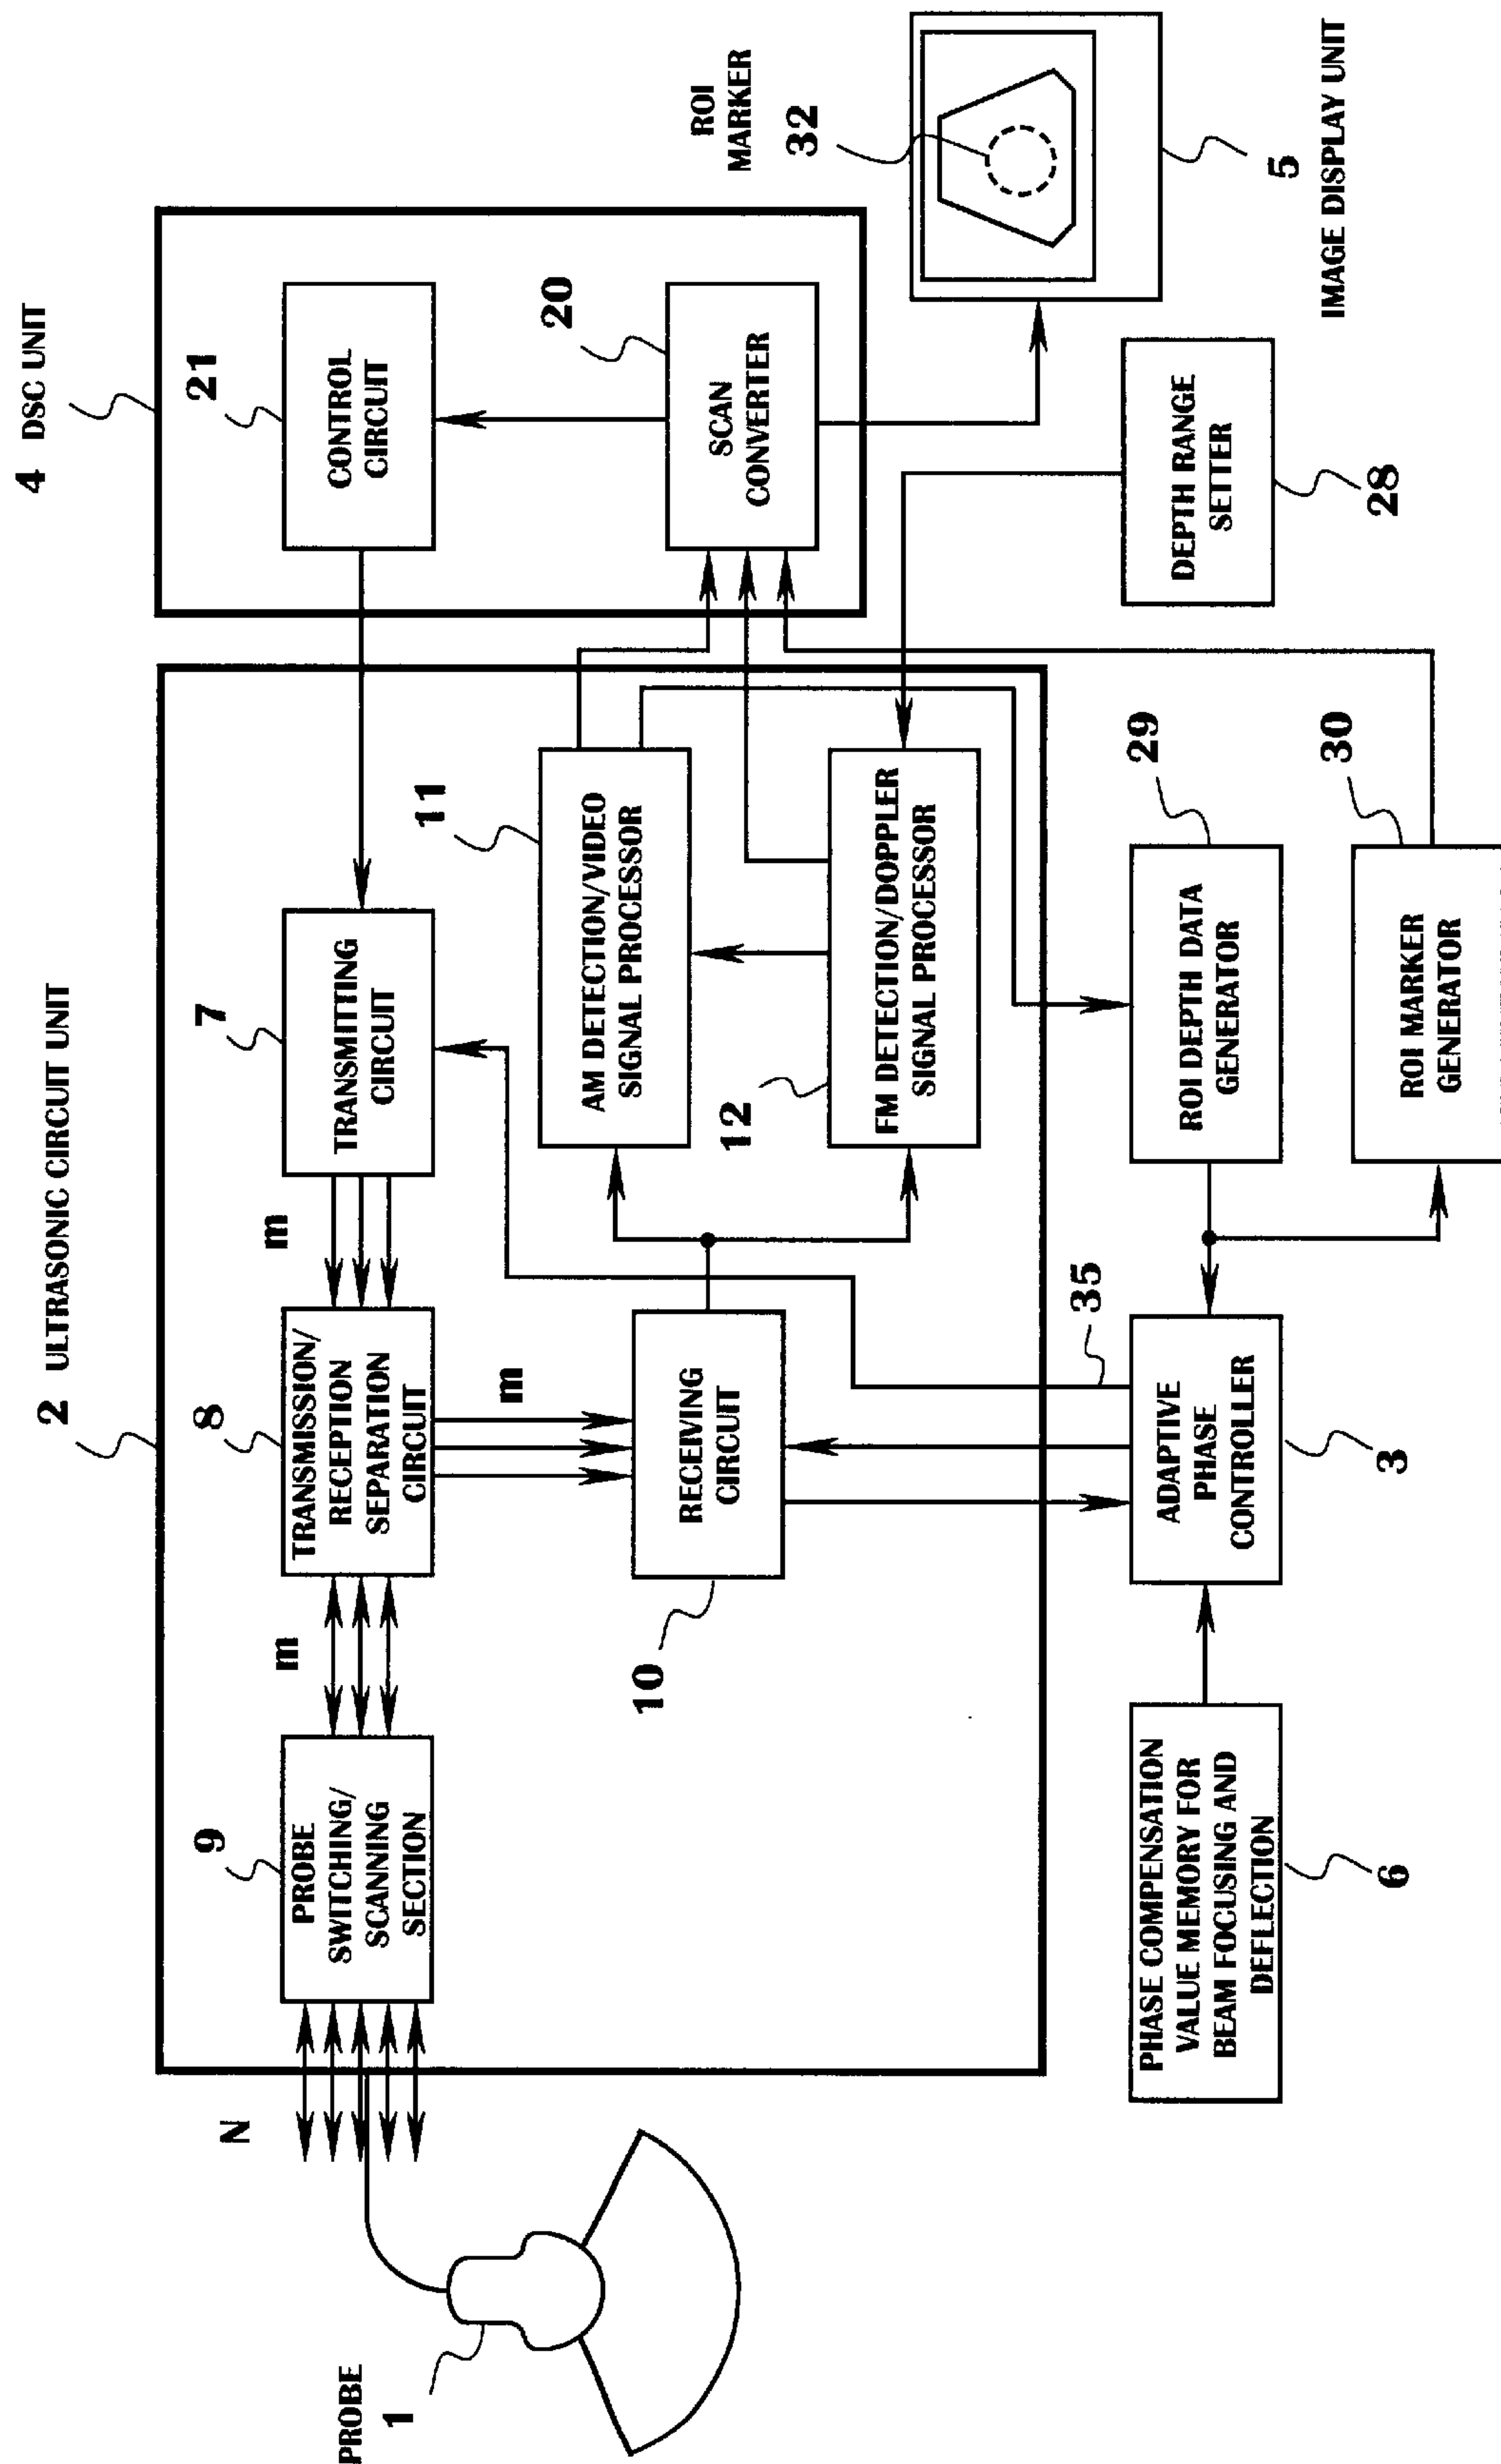 2 ULTRASONIC CIRCUIT UNIT
4 DSC UNIT
N
9
PROBE
SWITCHING/
SCANNING
SECTION
m
8
TRANSMISSION/
RECEPTION
SEPARATION
CIRCUIT
m
7
TRANSMITTING
CIRCUIT
21
CONTROL
CIRCUIT
PROBE
1
m
10
RECEIVING
CIRCUIT
11
AM DETECTION/VIDEO
SIGNAL PROCESSOR
12
FM DETECTION/DOPPLER
SIGNAL PROCESSOR
20
SCAN
CONVERTER
ROI
MARKER
32
5
IMAGE DISPLAY UNIT
PHASE COMPENSATION
VALUE MEMORY FOR
BEAM FOCUSING AND
DEFLECTION
6
35
ADAPTIVE
PHASE
CONTROLLER
3
29
ROI DEPTH DATA
GENERATOR
30
ROI MARKER
GENERATOR
DEPTH RANGE
SETTER
28